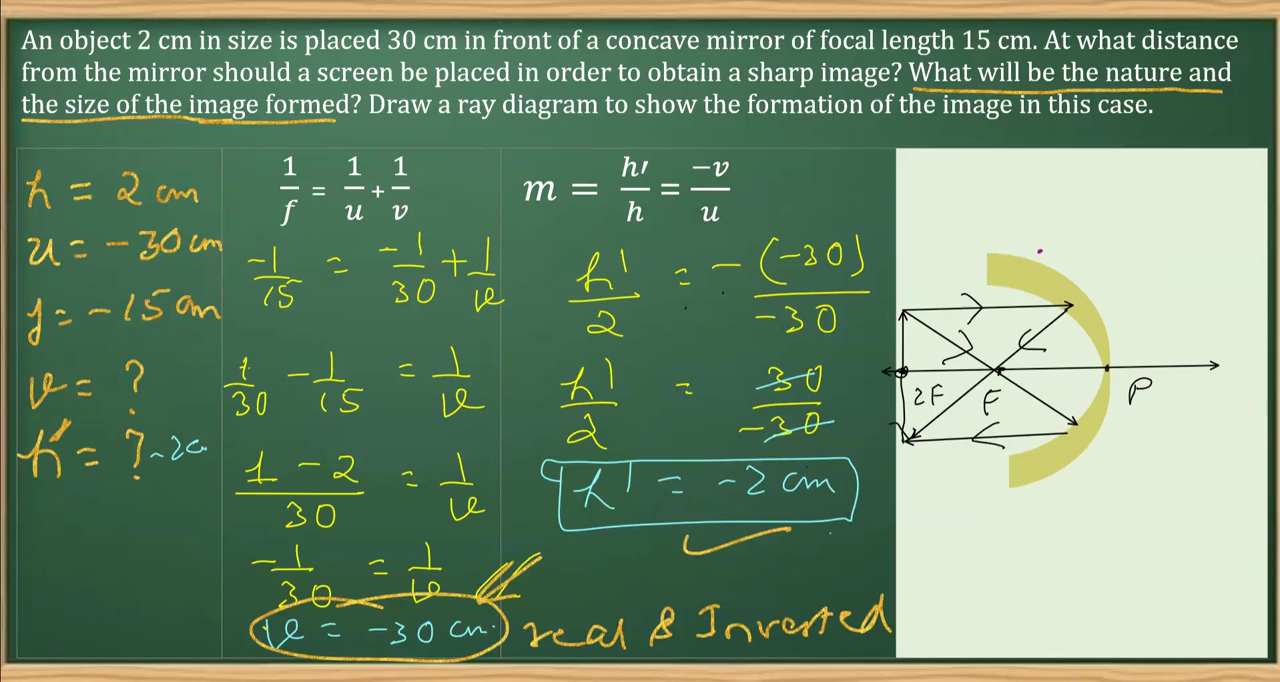 An object 2 cm in size is placed 30 cm in front of a concave mirror of focal length 15 cm. At what distance
from the mirror should a screen be placed in order to obtain a sharp image? What will be the nature and
the size of the image formed? Draw a ray diagram to show the formation of the image in this case.
h = 2 cm
u = -30 cm
f = -15 cm
v = ?
h' = ? -2c
1/f = 1/u + 1/v
-1/15 = -1/30 + 1/v
1/30 - 1/15 = 1/v
1 - 2/30 = 1/v
-1/30 = 1/v
v = -30 cm.
m = h′/h = -v/u
h'/2 = -(-30)/-30
h'/2 = 30/-30
h' = -2 cm
real & Inverted
2F F P